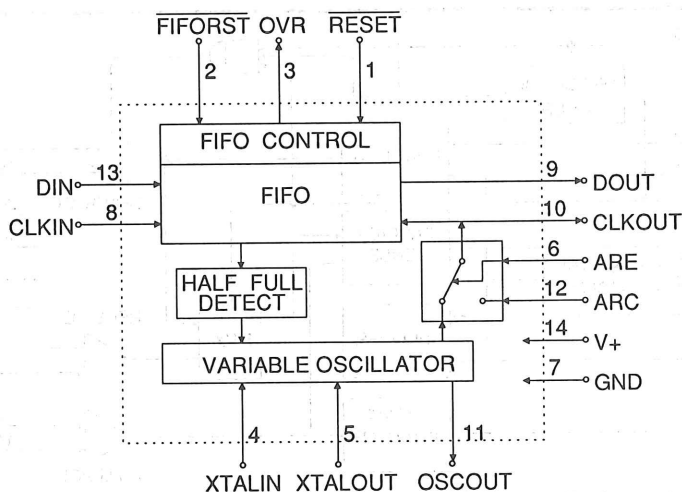 FIFORST OVR RESET
2 3 1
FIFO CONTROL
13
DIN
FIFO
9
DOUT
8
CLKIN
10
CLKOUT
6
ARE
HALF FULL
DETECT
12
ARC
14
V+
VARIABLE OSCILLATOR
7
GND
4 5 11
XTALIN XTALOUT OSCOUT